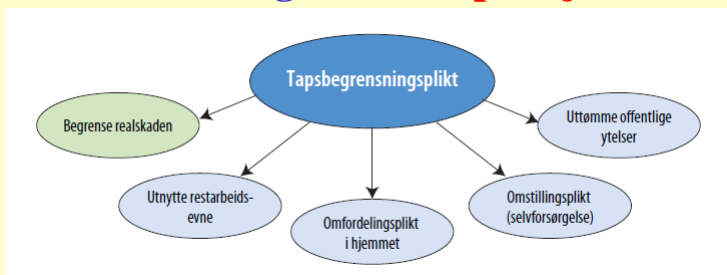 Tapsbegrensningsplikt
Begrense realskaden
Uttømme offentlige
ytelser
Utnytte restarbeids-
evne
Omfordelingsplikt
i hjemmet
Omstillingsplikt
(selvforsørgelse)